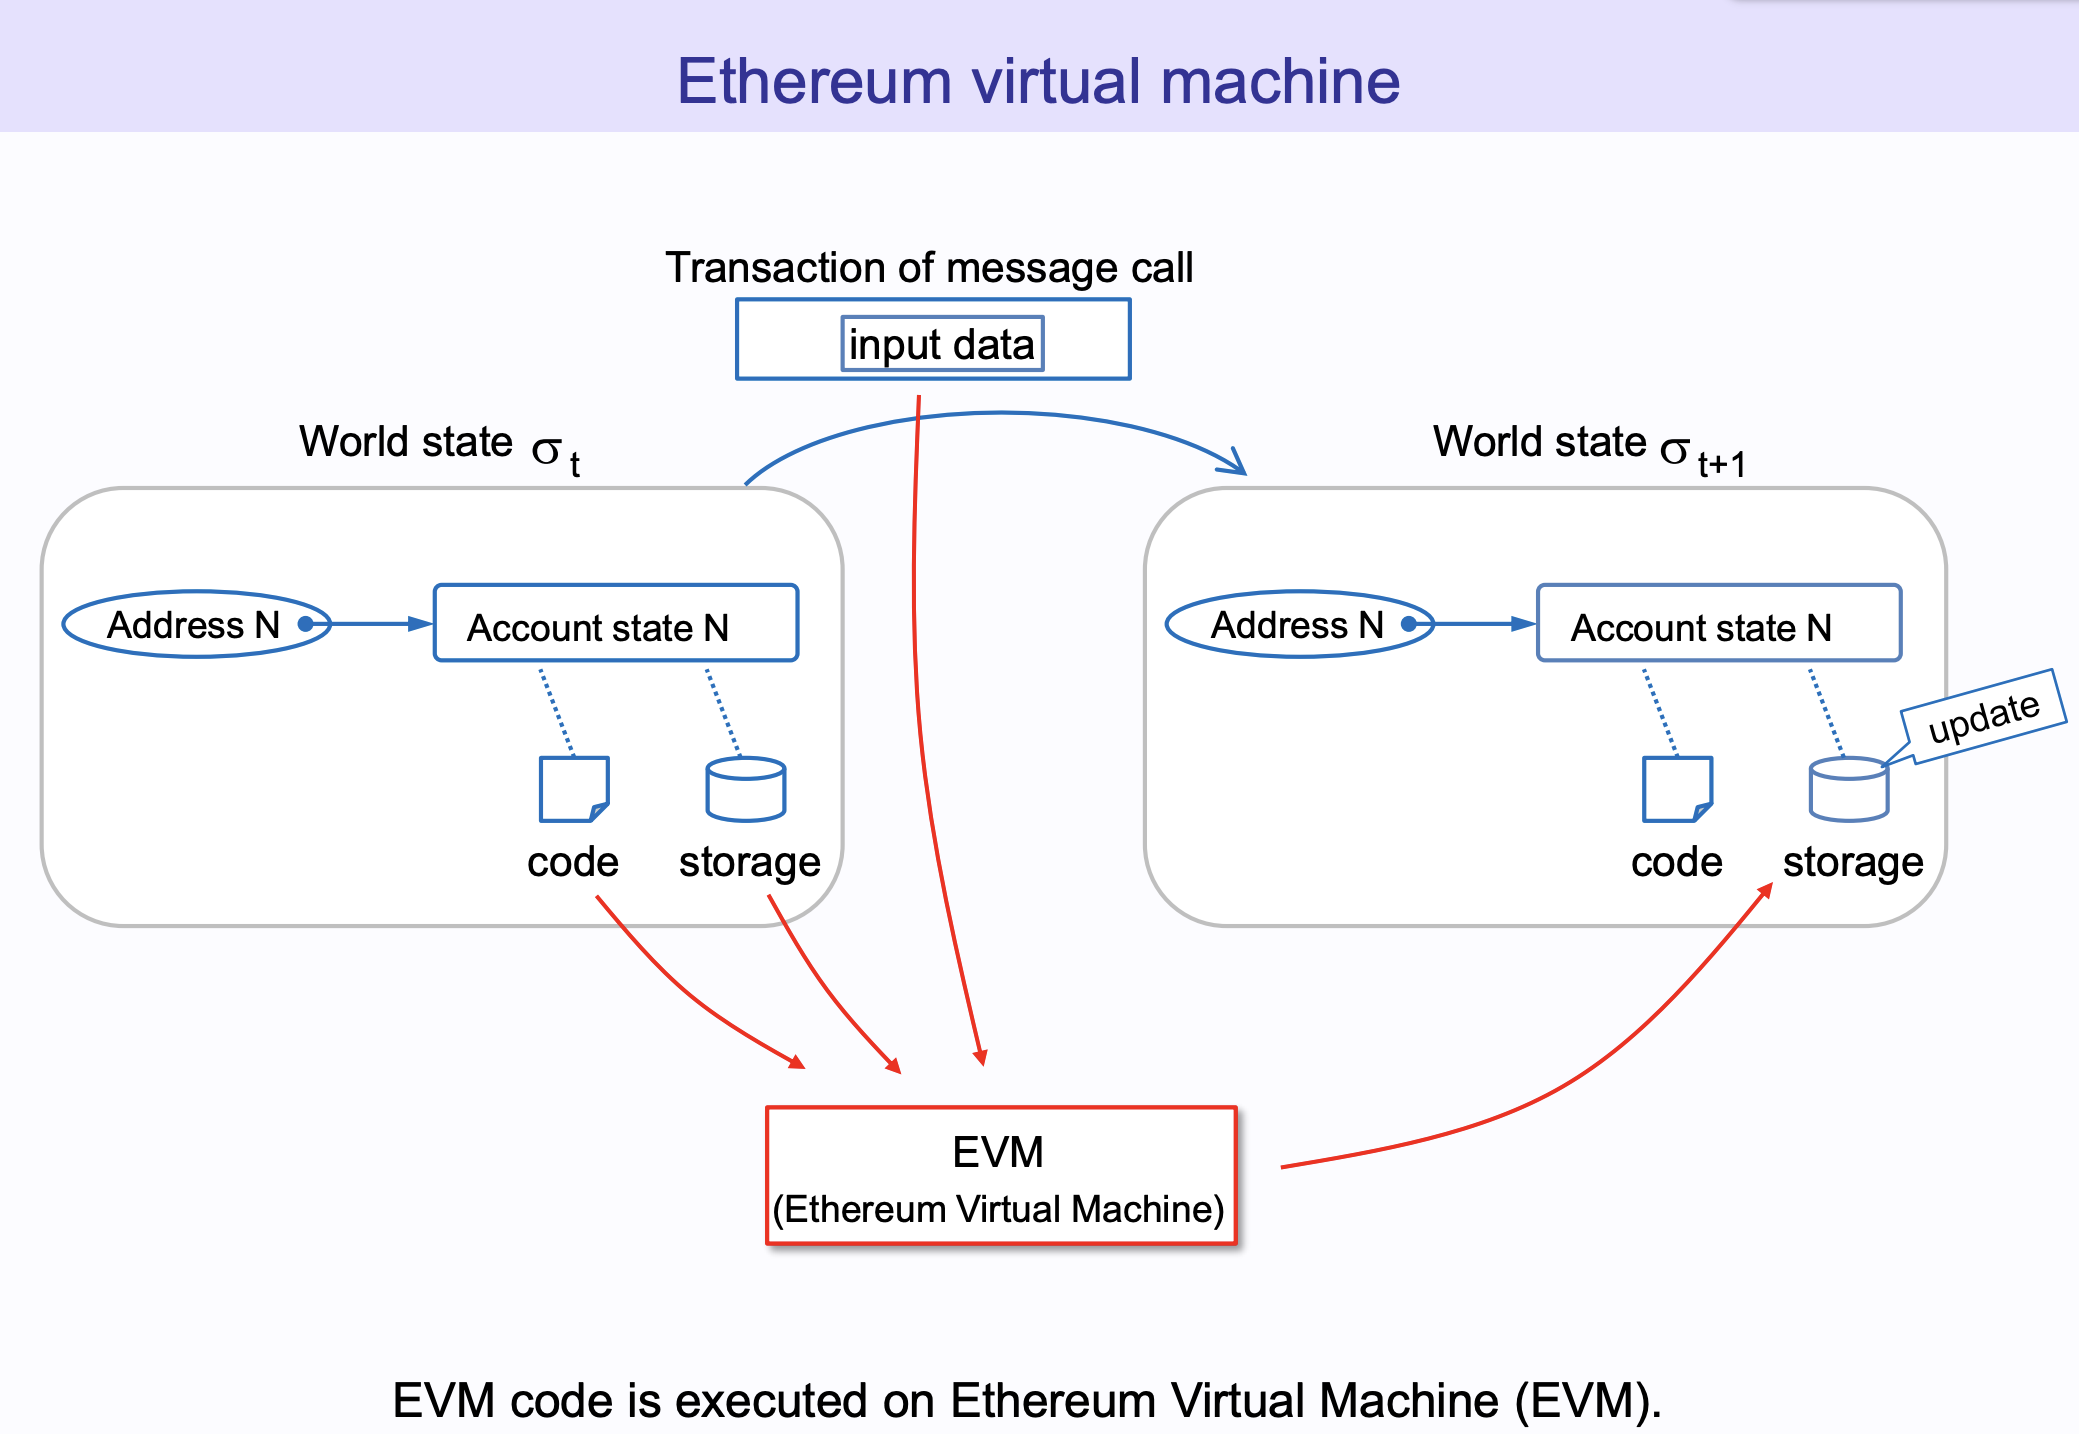 Ethereum virtual machine
Transaction of message call
input data
World state σt
World state σt+1
Address N
Account state N
Address N
Account state N
update
code
storage
code
storage
EVM
(Ethereum Virtual Machine)
EVM code is executed on Ethereum Virtual Machine (EVM).